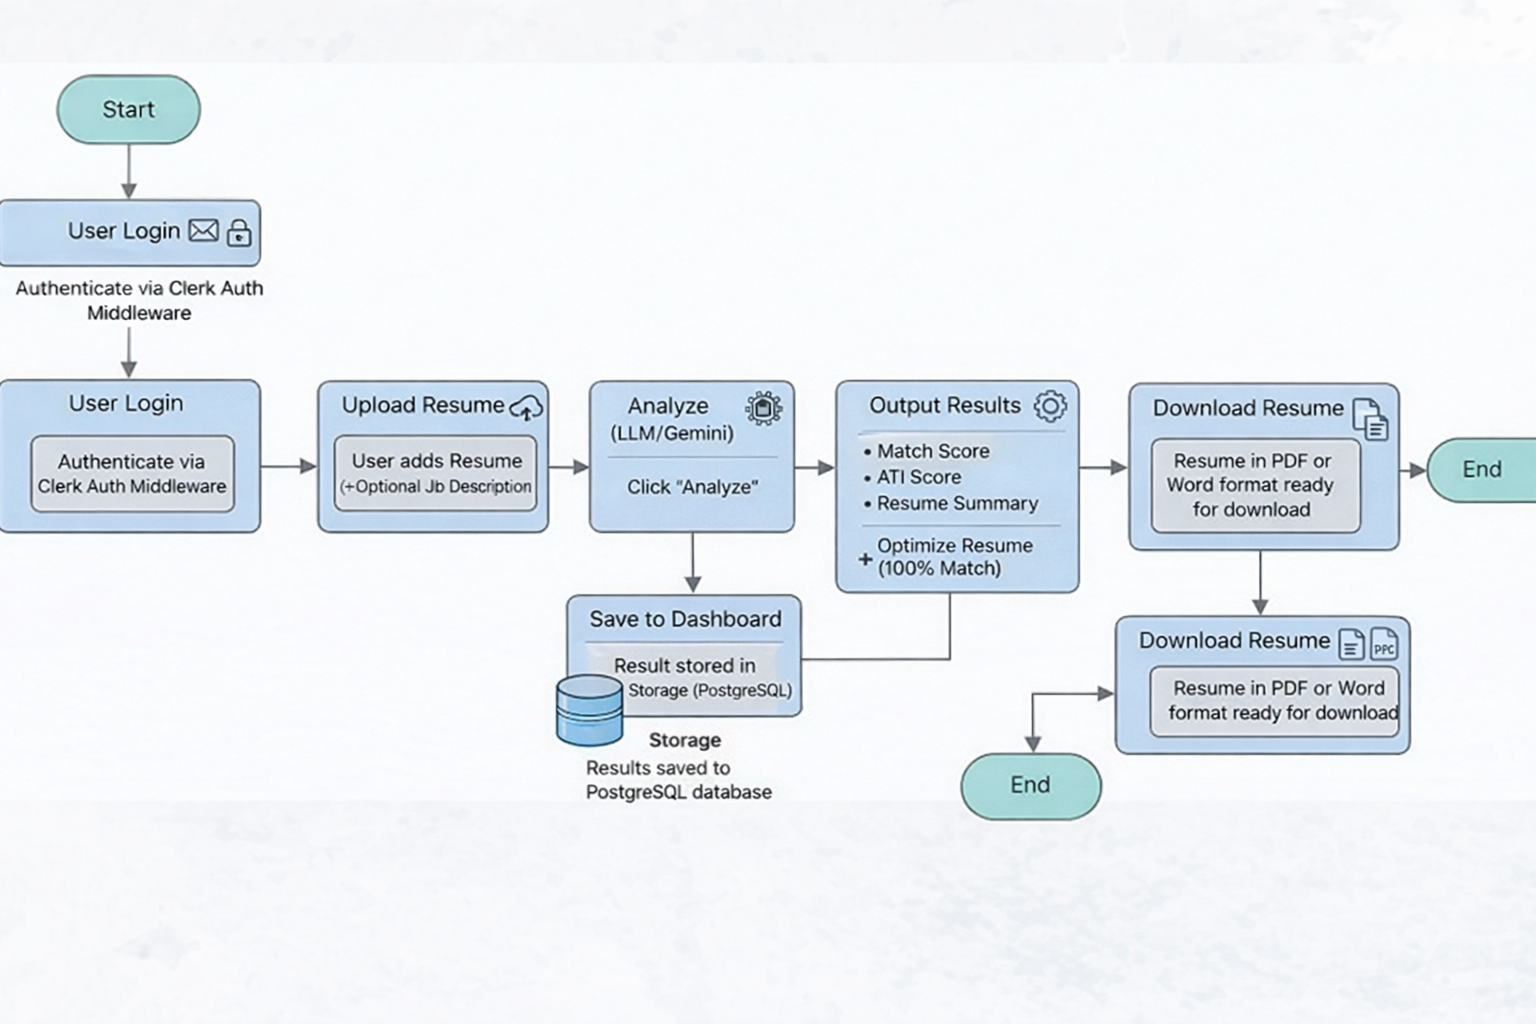 Start
User Login
Authenticate via Clerk Auth
Middleware
User Login
Authenticate via
Clerk Auth Middleware
Upload Resume
User adds Resume
(+Optional Jb Description
Analyze
(LLM/Gemini)
Click "Analyze"
Output Results
• Match Score
• ATI Score
• Resume Summary
+ Optimize Resume
(100% Match)
Download Resume
Resume in PDF or
Word format ready
for download
End
Save to Dashboard
Result stored in
Storage (PostgreSQL)
Storage
Results saved to
PostgreSQL database
Download Resume
PPC
Resume in PDF or Word
format ready for download
End